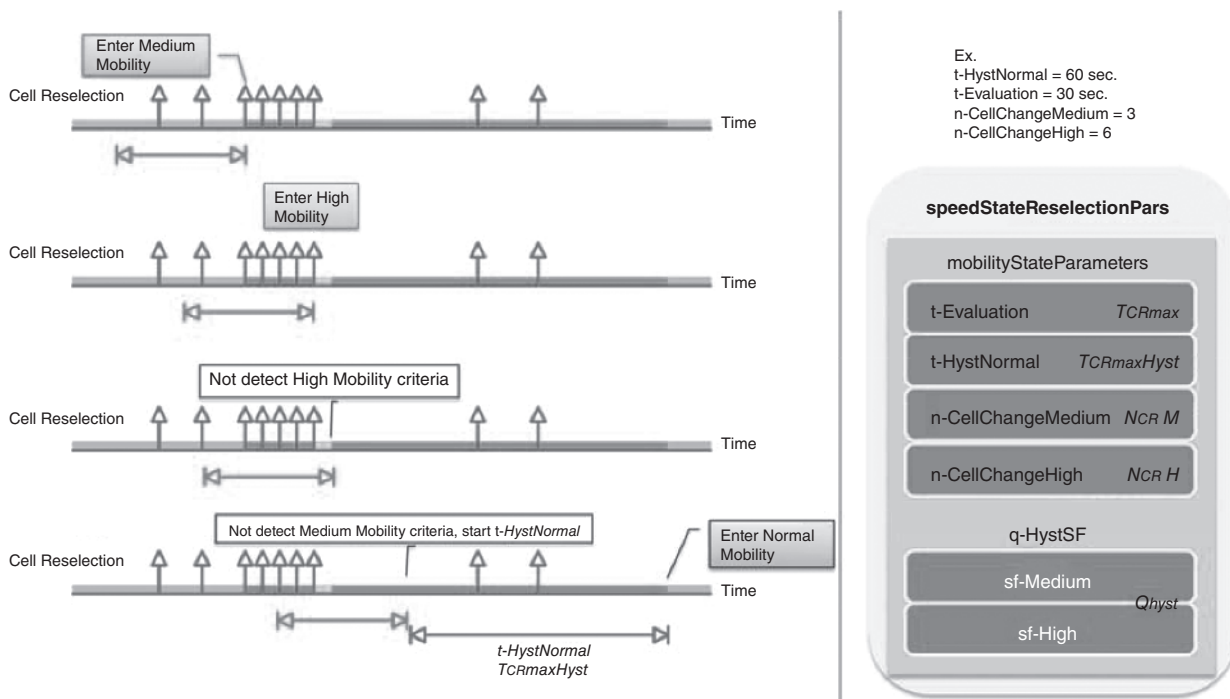 Enter Medium
Mobility
Cell Reselection
Time
Enter High
Mobility
Cell Reselection
Time
Not detect High Mobility criteria
Cell Reselection
Time
Not detect Medium Mobility criteria, start t-HystNormal
Enter Normal
Mobility
Cell Reselection
Time
t-HystNormal
TCRmaxHyst
Ex.
t-HystNormal = 60 sec.
t-Evaluation = 30 sec.
n-CellChangeMedium = 3
n-CellChangeHigh = 6
speedStateReselectionPars
mobilityStateParameters
t-Evaluation TCRmax
t-HystNormal TCRmaxHyst
n-CellChangeMedium NCR M
n-CellChangeHigh NCR H
q-HystSF
sf-Medium
Qhyst
sf-High